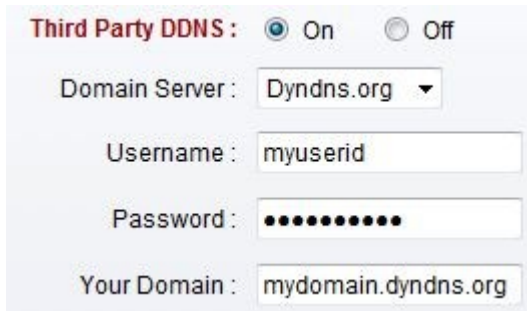 Third Party DDNS : On Off
Domain Server : Dyndns.org
Username : myuserid
Password : ●●●●●●●●●●
Your Domain : mydomain.dyndns.org